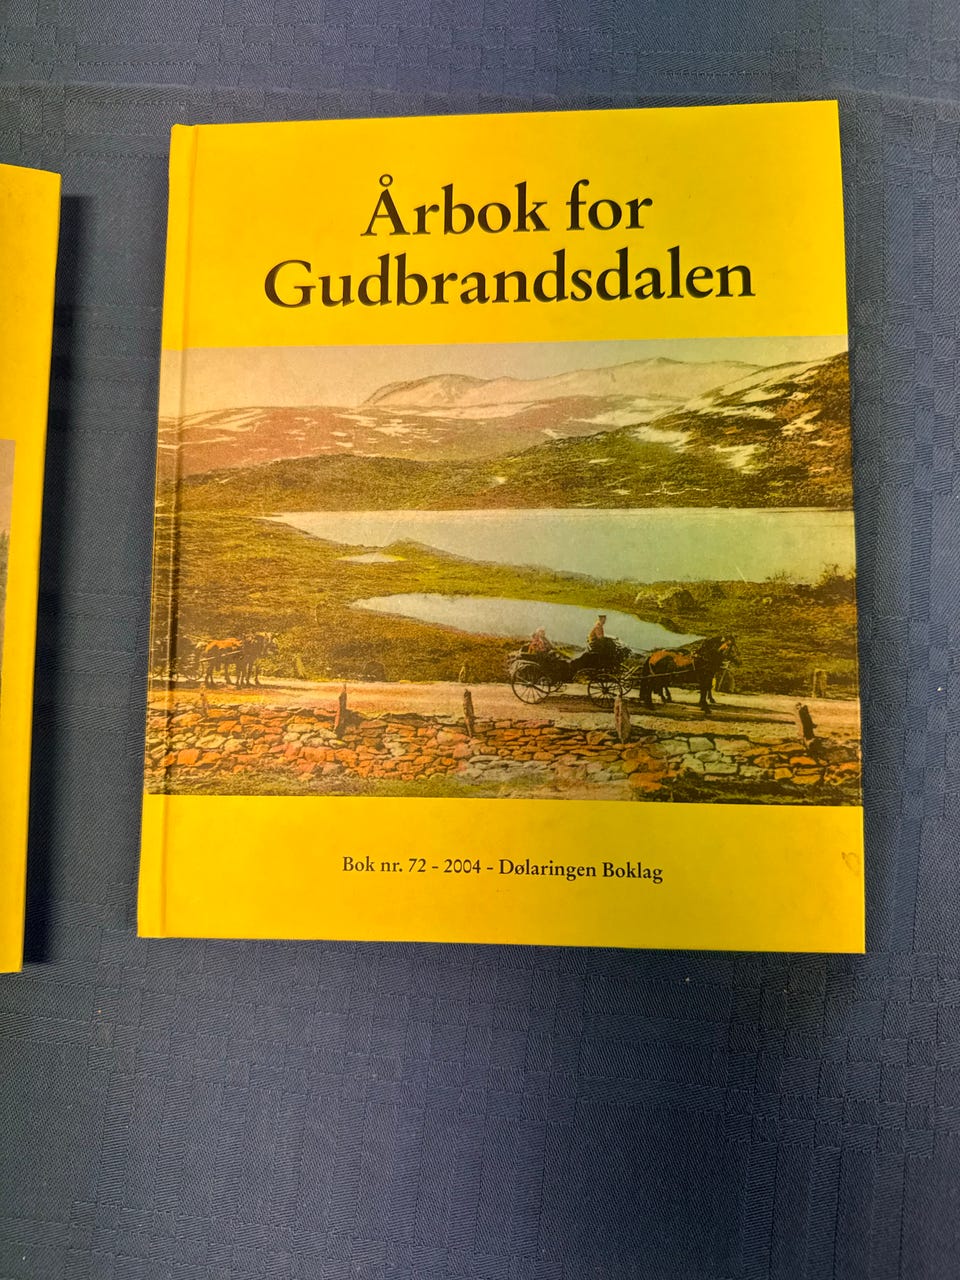 Årbok for
Gudbrandsdalen
Bok nr. 72 - 2004 - Dølaringen Boklag